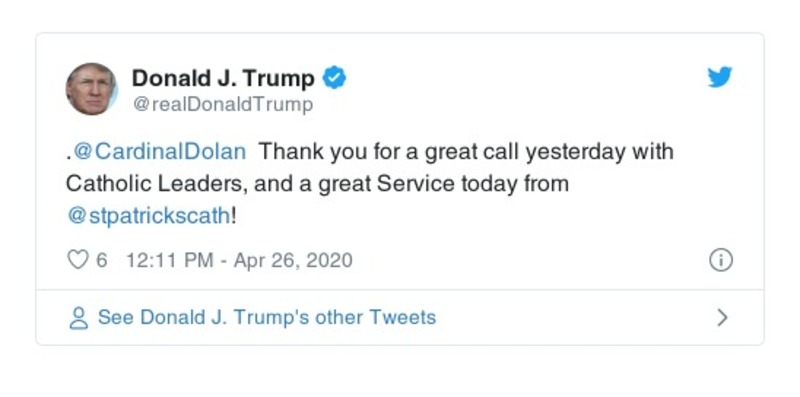 Donald J. Trump
@realDonaldTrump
.@CardinalDolan Thank you for a great call yesterday with
Catholic Leaders, and a great Service today from
@stpatrickscath!
6 12:11 PM - Apr 26, 2020
See Donald J. Trump's other Tweets